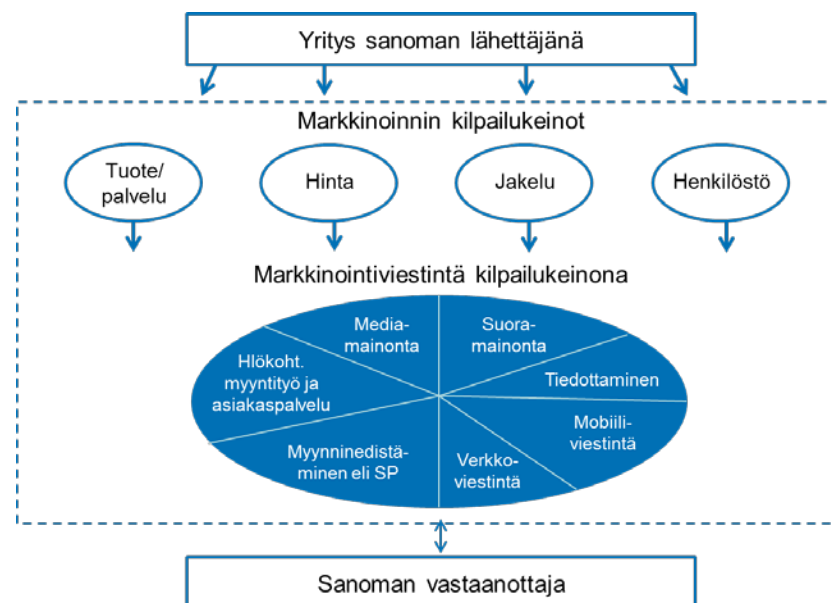 Yritys sanoman lähettäjänä
Markkinoinnin kilpailukeinot
Tuote/
palvelu
Hinta
Jakelu
Henkilöstö
Markkinointiviestintä kilpailukeinona
Media-
mainonta
Suora-
mainonta
Hlökoht.
myyntityö ja
asiakaspalvelu
Tiedottaminen
Mobiili-
viestintä
Myynninedistä-
minen eli SP
Verkko-
viestintä
Sanoman vastaanottaja